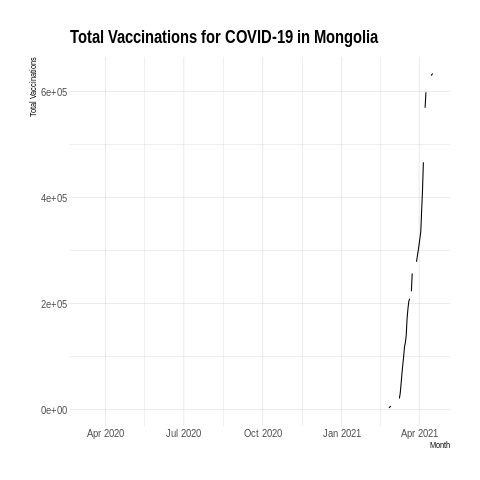 Total Vaccinations for COVID-19 in Mongolia
Total Vaccinations
6e+05
4e+05
2e+05
0e+00
Apr 2020 Jul 2020 Oct 2020 Jan 2021 Apr 2021
Month